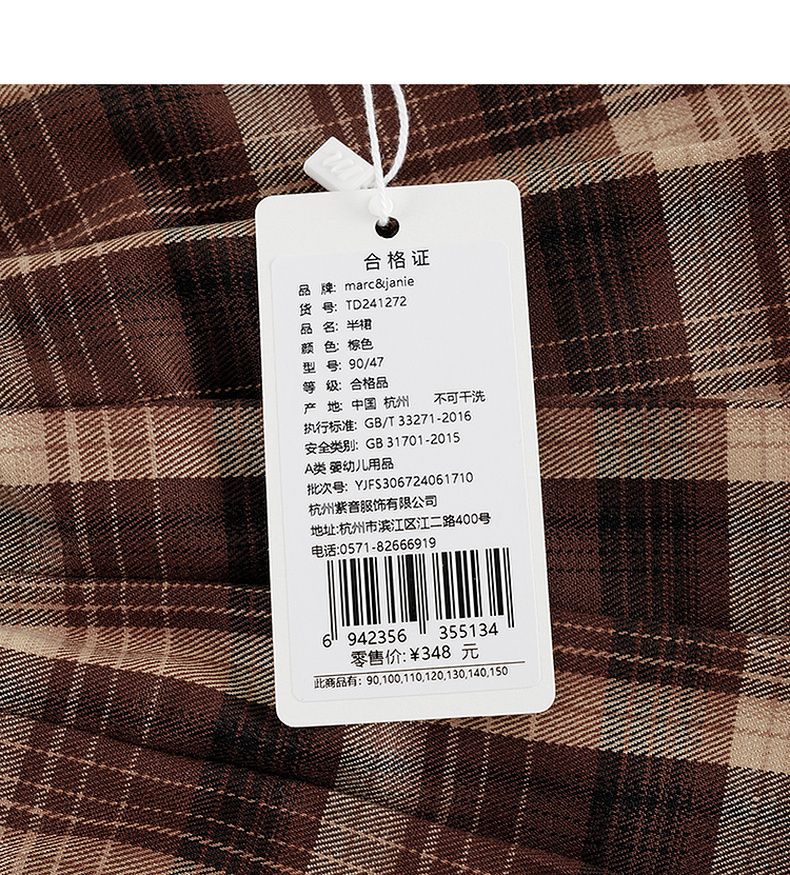 合格证
品 牌: marc&janie
货 号: TD241272
品 名: 半裙
颜 色: 棕色
型 号: 90/47
等 级: 合格品
产 地: 中国 杭州 不可干洗
执行标准: GB/T 33271-2016
安全类别: GB 31701-2015
A类 婴幼儿用品
批次号: YJFS306724061710
杭州紫音服饰有限公司
地址:杭州市滨江区江二路400号
电话:0571-82666919
6 942356 355134
零售价:¥348 元
此商品有: 90,100,110,120,130,140,150